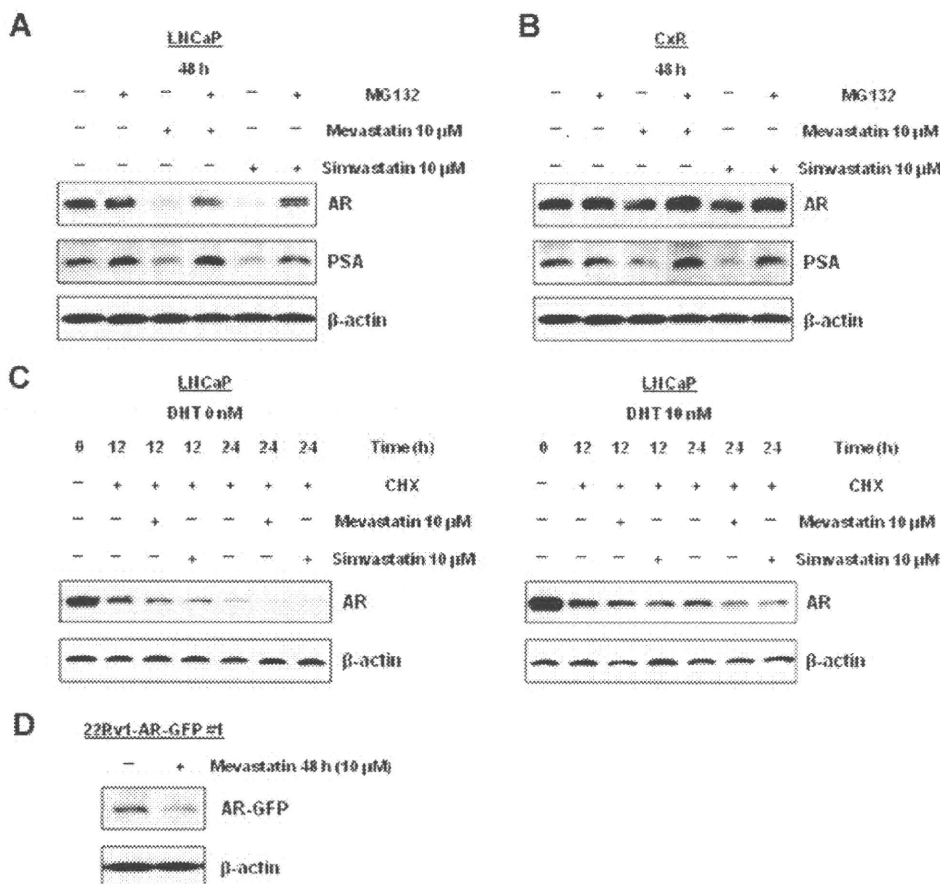 A
LNCaP
48 h
− + − + − + MG132
− − + + − − Mevastatin 10 µM
− − − − + + Simvastatin 10 µM
AR
PSA
β-actin
B
CxR
48 h
− + − + − + MG132
− − + + − − Mevastatin 10 µM
− − − − + + Simvastatin 10 µM
AR
PSA
β-actin
C
LNCaP
DHT 0 nM
0 12 12 12 24 24 24 Time (h)
− + + + + + + CHX
− − + − − + − Mevastatin 10 µM
− − − + − − + Simvastatin 10 µM
AR
β-actin
LNCaP
DHT 10 nM
0 12 12 12 24 24 24 Time (h)
− + + + + + + CHX
− − + − − + − Mevastatin 10 µM
− − − + − − + Simvastatin 10 µM
AR
β-actin
D
22Rv1-AR-GFP #1
− + Mevastatin 48 h (10 µM)
AR-GFP
β-actin